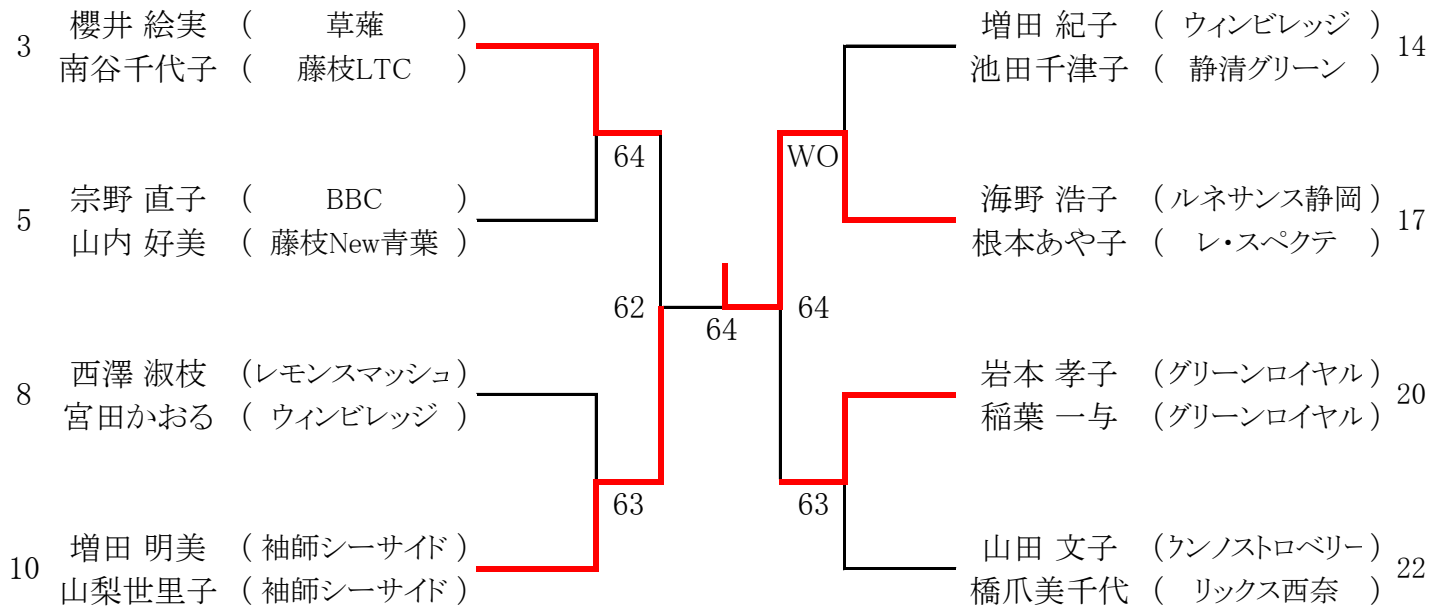 3
櫻井 絵実 ( 草薙 )
南谷千代子 ( 藤枝LTC )
64
5
宗野 直子 ( BBC )
山内 好美 ( 藤枝New青葉 )
62
8
西澤 淑枝 (レモンスマッシュ)
宮田かおる ( ウィンビレッジ )
63
10
増田 明美 ( 袖師シーサイド )
山梨世里子 ( 袖師シーサイド )
64
増田 紀子 ( ウィンビレッジ )
池田千津子 ( 静清グリーン )
14
WO
海野 浩子 (ルネサンス静岡)
根本あや子 ( レ・スペクテ )
17
64
岩本 孝子 (グリーンロイヤル)
稲葉 一与 (グリーンロイヤル)
20
63
山田 文子 (ウンノストロベリー)
橋爪美千代 ( リックス西奈 )
22